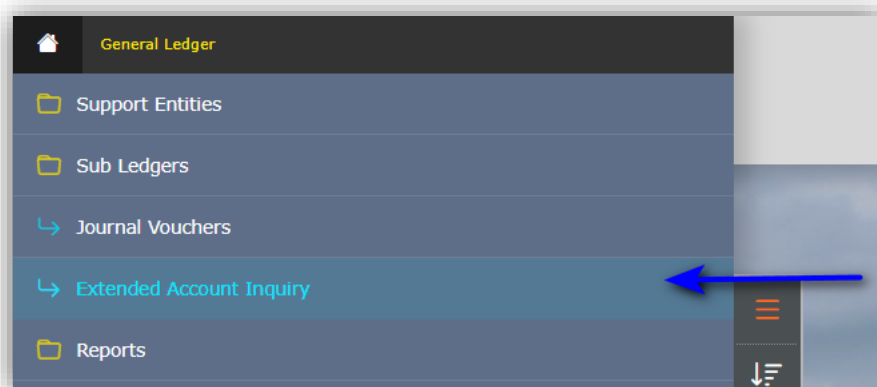 General Ledger
Support Entities
Sub Ledgers
Journal Vouchers
Extended Account Inquiry
Reports